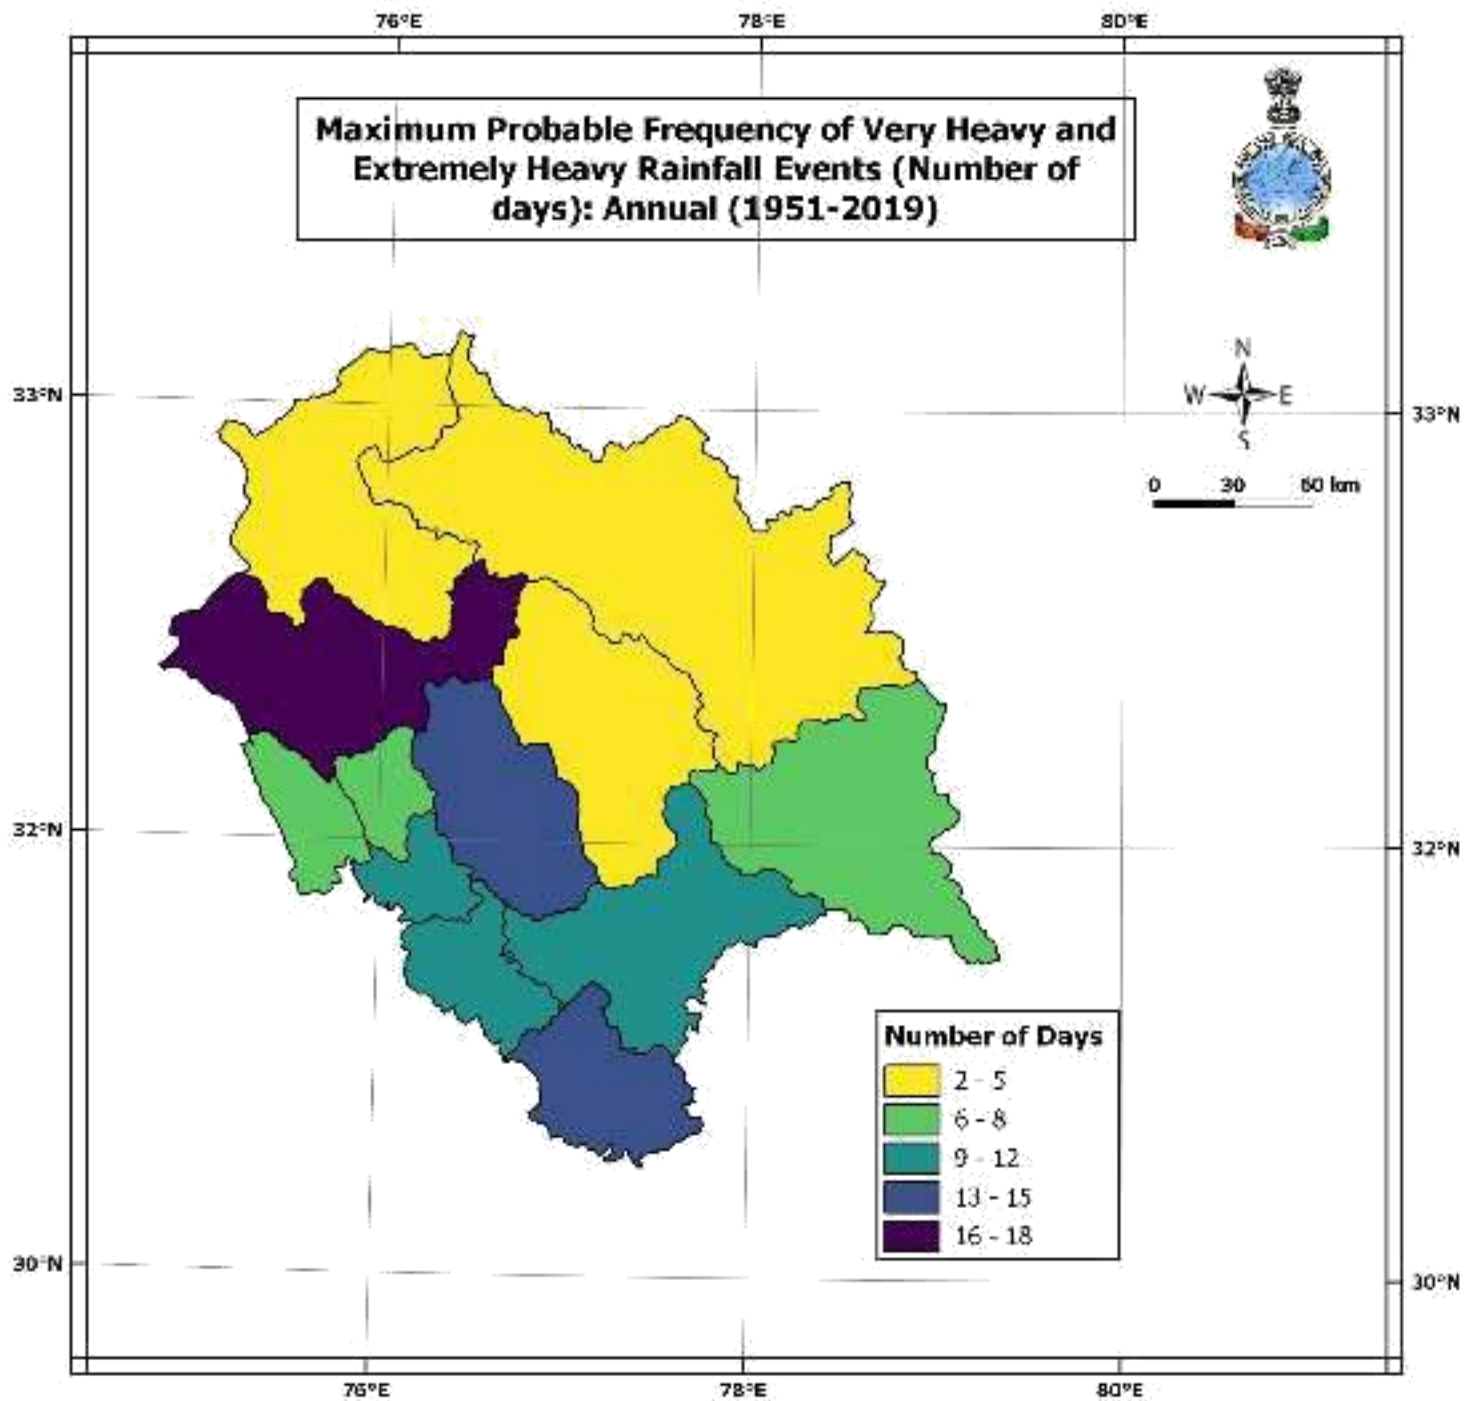 76°E 78°E 80°E
Maximum Probable Frequency of Very Heavy and
Extremely Heavy Rainfall Events (Number of
days): Annual (1951-2019)
N
W E
S
33°N
33°N
0 30 60 km
32°N
32°N
Number of Days
2 - 5
6 - 8
9 - 12
13 - 15
16 - 18
30°N
30°N
76°E 78°E 80°E